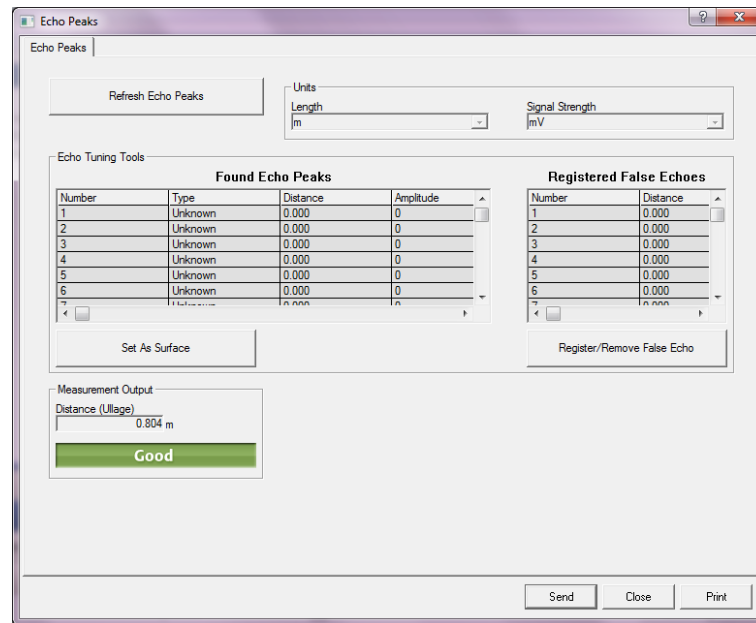 Echo Peaks
Echo Peaks
Refresh Echo Peaks
Units
Length
Signal Strength
m
mV
Echo Tuning Tools
Found Echo Peaks
Registered False Echoes
Number Type Distance Amplitude
1 Unknown 0.000 0
2 Unknown 0.000 0
3 Unknown 0.000 0
4 Unknown 0.000 0
5 Unknown 0.000 0
6 Unknown 0.000 0
Number Distance
1 0.000
2 0.000
3 0.000
4 0.000
5 0.000
6 0.000
Set As Surface
Register/Remove False Echo
Measurement Output
Distance (Ullage)
0.804 m
Good
Send
Close
Print